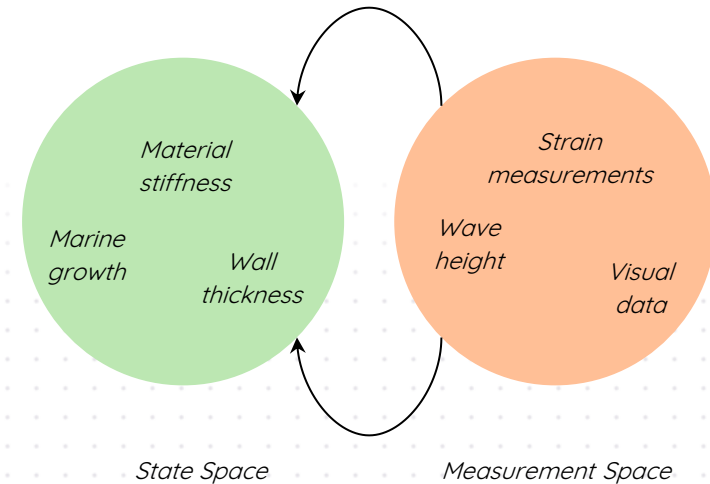 Material
stiffness
Marine
growth
Wall
thickness
Strain
measurements
Wave
height
Visual
data
State Space
Measurement Space